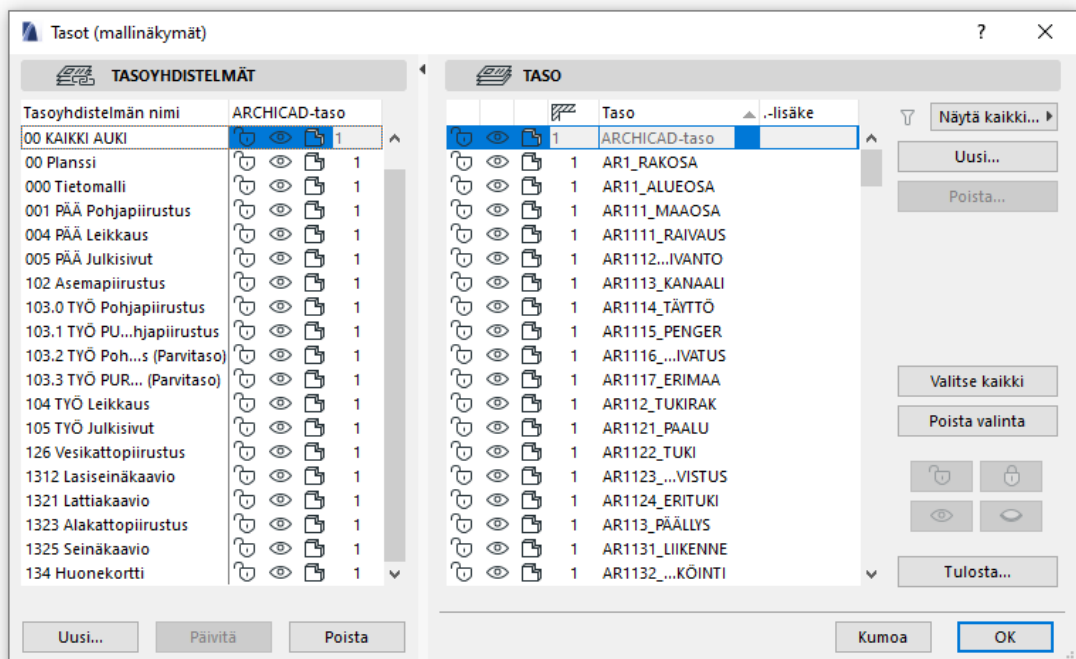 Tasot (mallinäkymät) ?
TASOYHDISTELMÄT
Tasoyhdistelmän nimi ARCHICAD-taso
00 KAIKKI AUKI 1
00 Planssi 1
000 Tietomalli 1
001 PÄÄ Pohjapiirustus 1
004 PÄÄ Leikkaus 1
005 PÄÄ Julkisivut 1
102 Asemapiirustus 1
103.0 TYÖ Pohjapiirustus 1
103.1 TYÖ PU...hjapiirustus 1
103.2 TYÖ Poh...s (Parvitaso) 1
103.3 TYÖ PUR... (Parvitaso) 1
104 TYÖ Leikkaus 1
105 TYÖ Julkisivut 1
126 Vesikattopiirustus 1
1312 Lasiseinäkaavio 1
1321 Lattiakaavio 1
1323 Alakattopiirustus 1
1325 Seinäkaavio 1
134 Huonekortti 1
Uusi... Päivitä Poista
TASO
Taso .-lisäke
1 ARCHICAD-taso
1 AR1_RAKOSA
1 AR11_ALUEOSA
1 AR111_MAAOSA
1 AR1111_RAIVAUS
1 AR1112...IVANTO
1 AR1113_KANAALI
1 AR1114_TÄYTTÖ
1 AR1115_PENGER
1 AR1116_...IVATUS
1 AR1117_ERIMAA
1 AR112_TUKIRAK
1 AR1121_PAALU
1 AR1122_TUKI
1 AR1123_...VISTUS
1 AR1124_ERITUKI
1 AR113_PÄÄLLYS
1 AR1131_LIIKENNE
1 AR1132_...KÖINTI
Näytä kaikki...
Uusi...
Poista...
Valitse kaikki
Poista valinta
Tulosta...
Kumoa OK